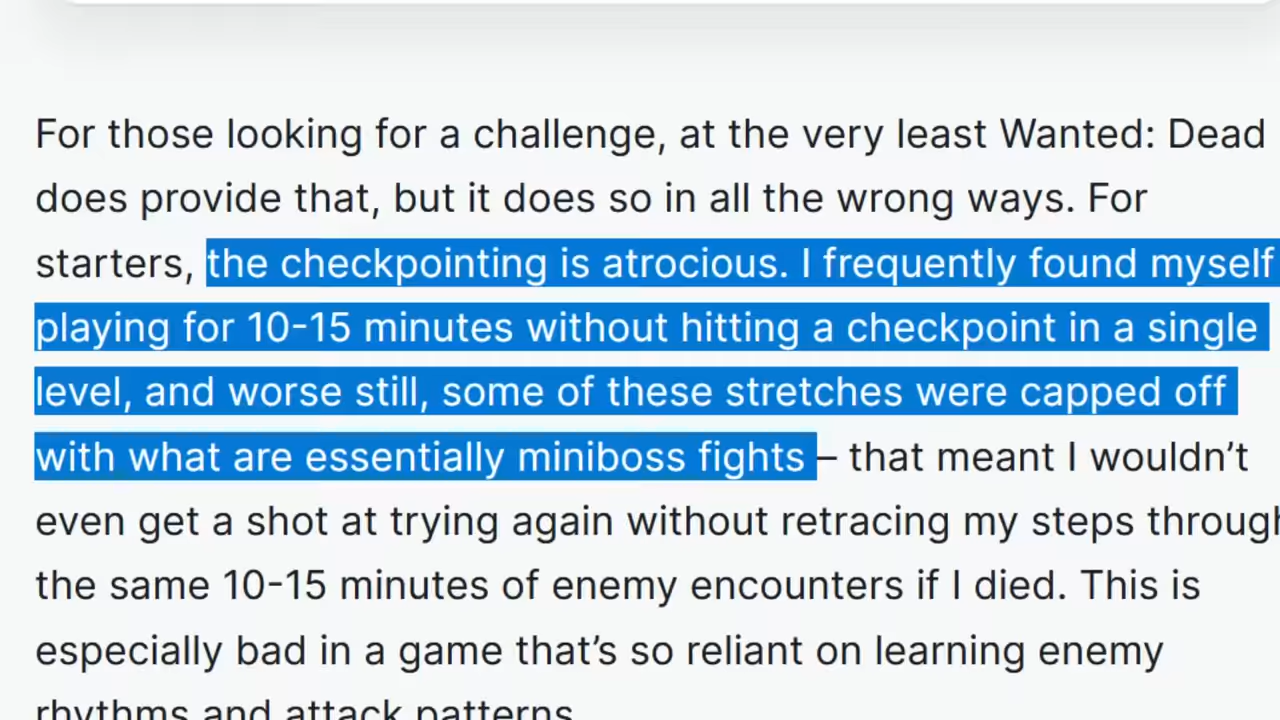 For those looking for a challenge, at the very least Wanted: Dead
does provide that, but it does so in all the wrong ways. For
starters, the checkpointing is atrocious. I frequently found myself
playing for 10-15 minutes without hitting a checkpoint in a single
level, and worse still, some of these stretches were capped off
with what are essentially miniboss fights – that meant I wouldn’t
even get a shot at trying again without retracing my steps through
the same 10-15 minutes of enemy encounters if I died. This is
especially bad in a game that’s so reliant on learning enemy
rhythms and attack patterns.